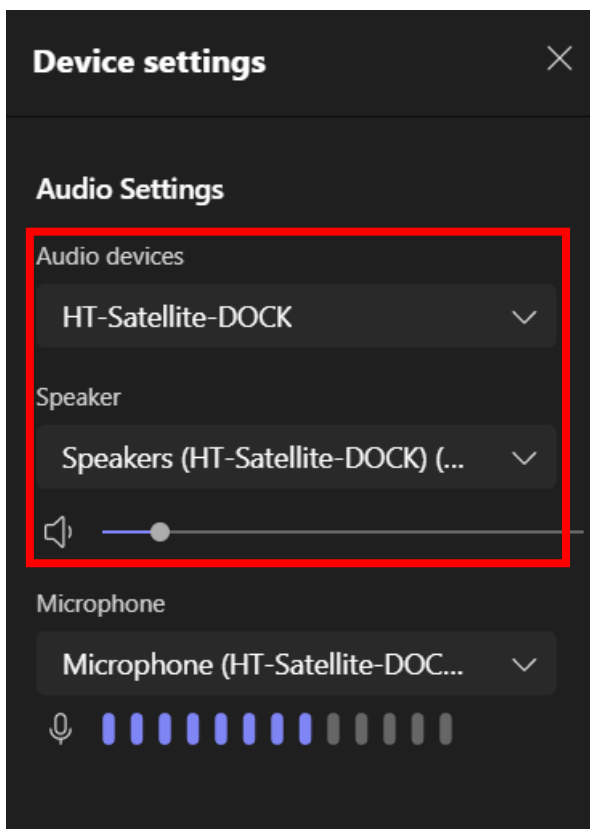 Device settings
Audio Settings
Audio devices
HT-Satellite-DOCK
Speaker
Speakers (HT-Satellite-DOCK) (...
Microphone
Microphone (HT-Satellite-DOC...